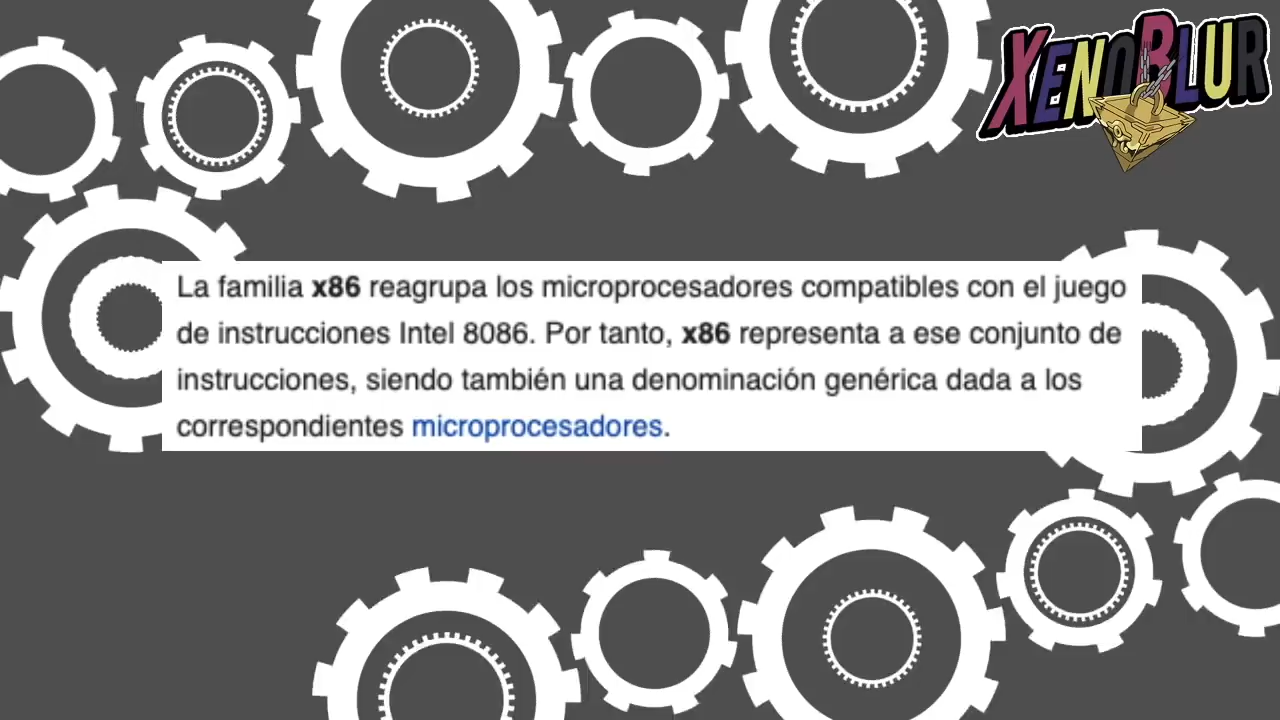 XENOBLUR
La familia x86 reagrupa los microprocesadores compatibles con el juego
de instrucciones Intel 8086. Por tanto, x86 representa a ese conjunto de
instrucciones, siendo también una denominación genérica dada a los
correspondientes microprocesadores.